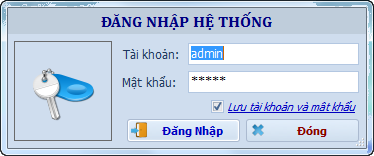 ĐĂNG NHẬP HỆ THỐNG
Tài khoản: admin
Mật khẩu: *****
Lưu tài khoản và mật khẩu
Đăng Nhập Đóng